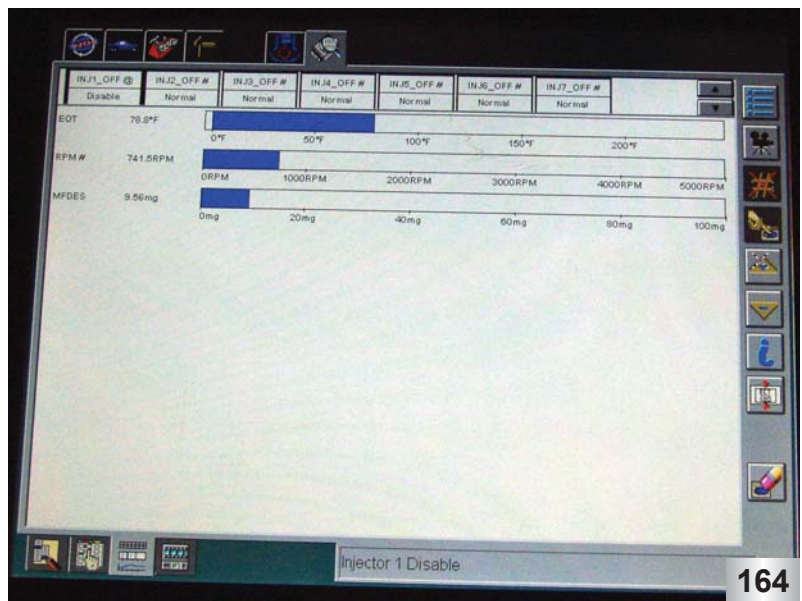 INJ1_OFF @ INJ2_OFF # INJ3_OFF # INJ4_OFF # INJ5_OFF # INJ6_OFF # INJ7_OFF #
Disable Normal Normal Normal Normal Normal Normal
EOT 78.8°F
0°F 50°F 100°F 150°F 200°F
RPM # 741.5RPM
0RPM 1000RPM 2000RPM 3000RPM 4000RPM 5000RPM
MFDES 9.56mg
0mg 20mg 40mg 60mg 80mg 100mg
Injector 1 Disable
164